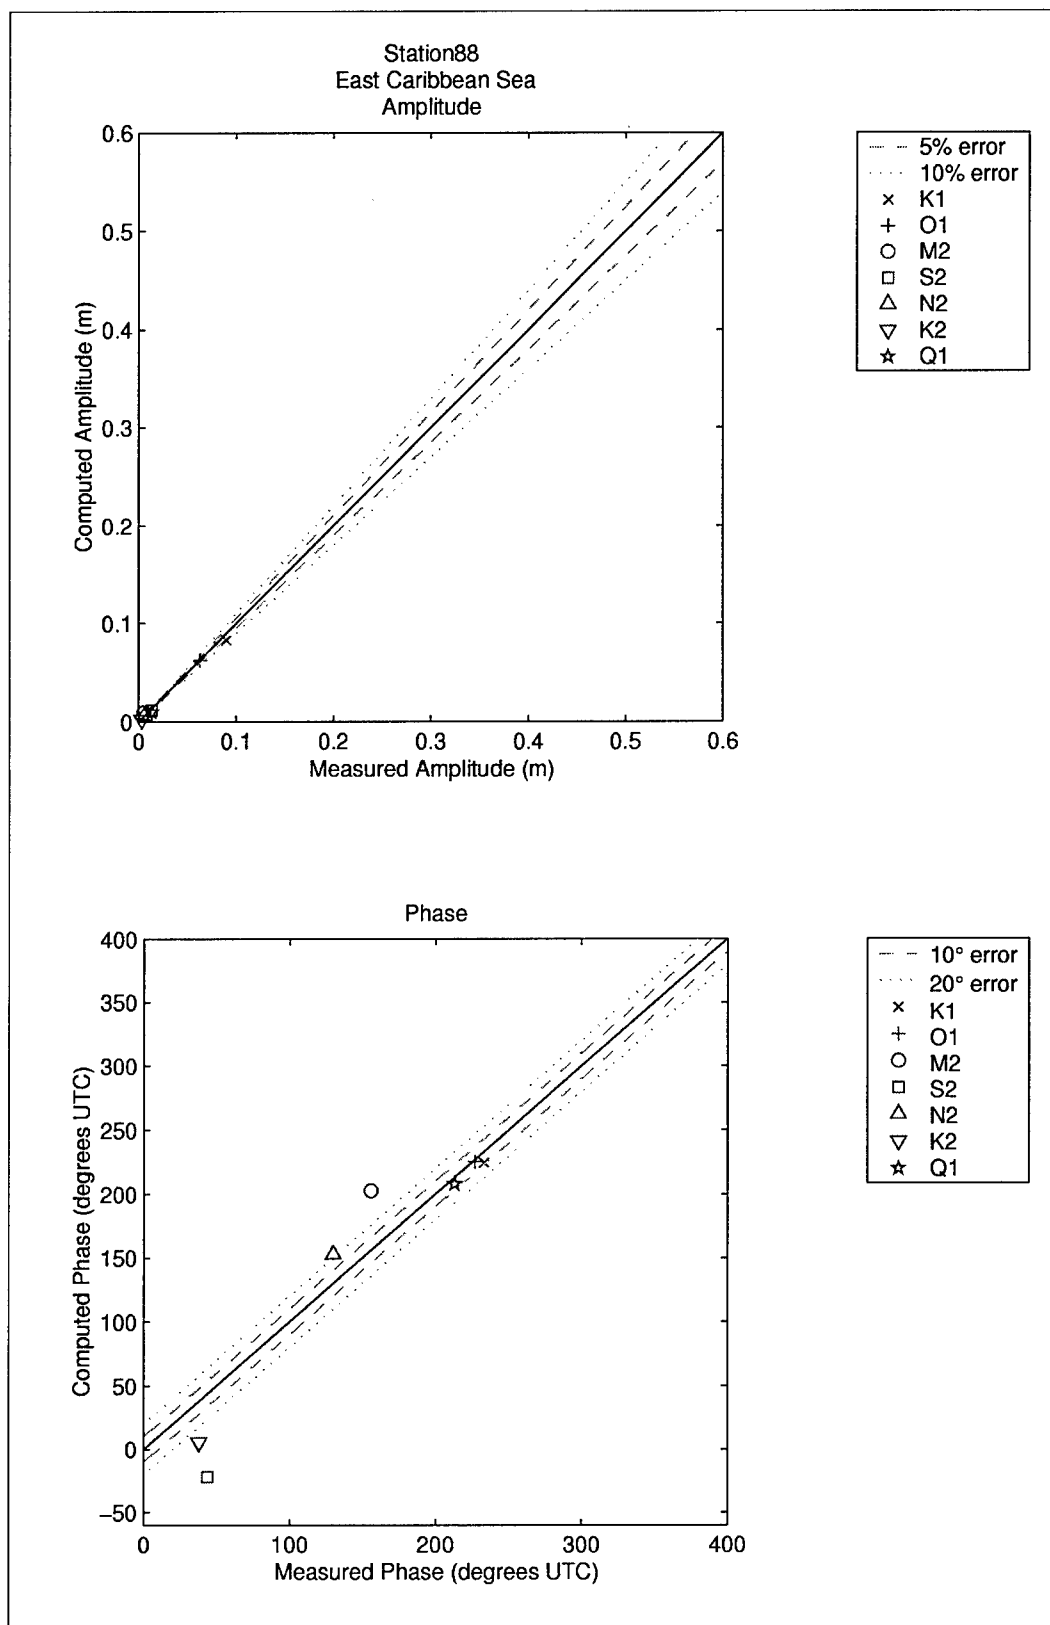 Station88
East Caribbean Sea
Amplitude
0.6
0.5
0.4
0.3
0.2
0.1
0
Computed Amplitude (m)
0 0.1 0.2 0.3 0.4 0.5 0.6
Measured Amplitude (m)
5% error
10% error
K1
O1
M2
S2
N2
K2
Q1
Phase
400
350
300
250
200
150
100
50
0
−50
Computed Phase (degrees UTC)
0 100 200 300 400
Measured Phase (degrees UTC)
10° error
20° error
K1
O1
M2
S2
N2
K2
Q1